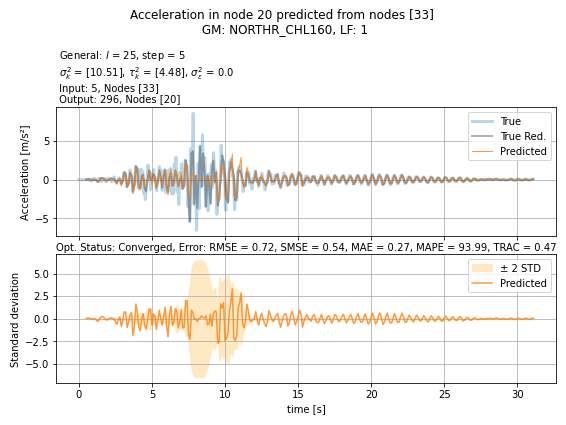 Acceleration in node 20 predicted from nodes [33]
GM: NORTHR_CHL160, LF: 1
General: l = 25, step = 5
σ²ₖ = [10.51], τ²ₖ = [4.48], σ²ε = 0.0
Input: 5, Nodes [33]
Output: 296, Nodes [20]
Acceleration [m/s²]
5
0
−5
True
True Red.
Predicted
Opt. Status: Converged, Error: RMSE = 0.72, SMSE = 0.54, MAE = 0.27, MAPE = 93.99, TRAC = 0.47
Standard deviation
5.0
2.5
0.0
−2.5
−5.0
± 2 STD
Predicted
0 5 10 15 20 25 30
time [s]